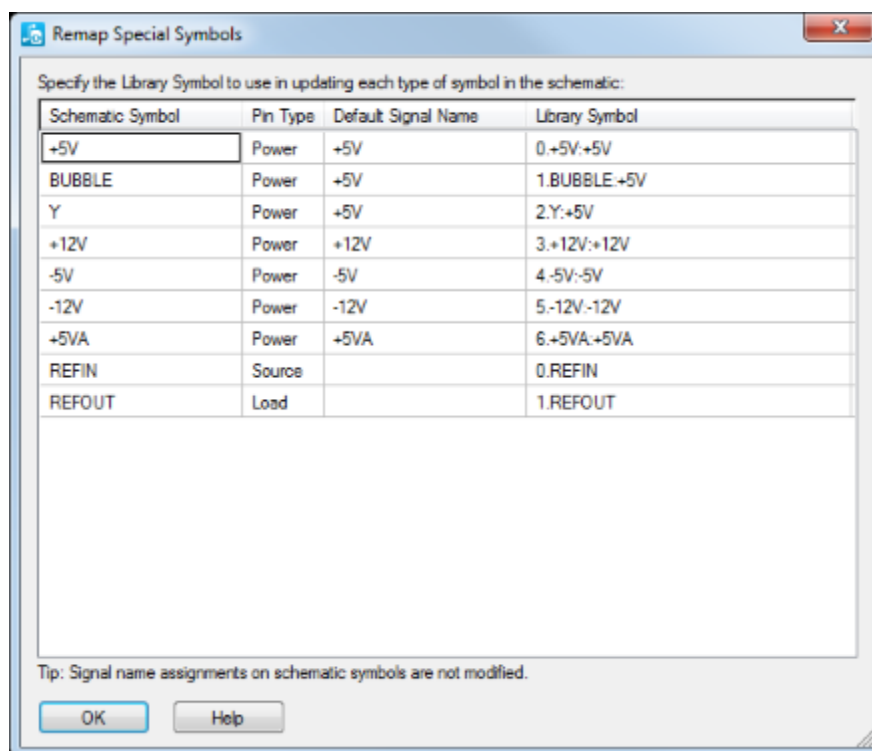 Remap Special Symbols
Specify the Library Symbol to use in updating each type of symbol in the schematic:
Schematic Symbol Pin Type Default Signal Name Library Symbol
+5V Power +5V 0.+5V:+5V
BUBBLE Power +5V 1.BUBBLE:+5V
Y Power +5V 2.Y:+5V
+12V Power +12V 3.+12V:+12V
-5V Power -5V 4.-5V:-5V
-12V Power -12V 5.-12V:-12V
+5VA Power +5VA 6.+5VA:+5VA
REFIN Source 0.REFIN
REFOUT Load 1.REFOUT
Tip: Signal name assignments on schematic symbols are not modified.
OK Help